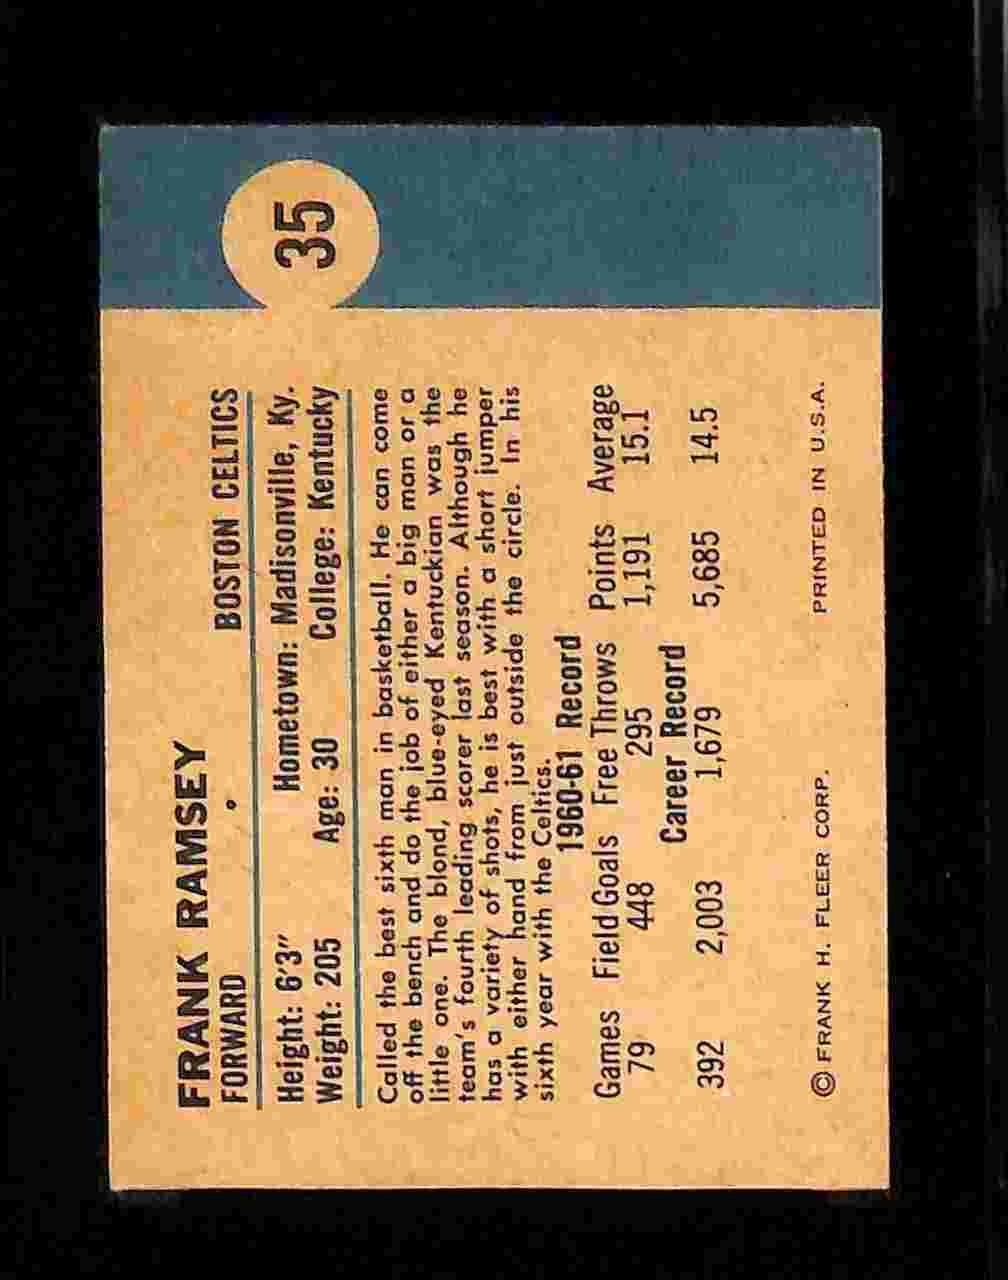 35
FRANK RAMSEY
FORWARD BOSTON CELTICS
Height: 6'3" Hometown: Madisonville, Ky.
Weight: 205 Age: 30 College: Kentucky
Called the best sixth man in basketball. He can come
off the bench and do the job of either a big man or a
little one. The blond, blue-eyed Kentuckian was the
team's fourth leading scorer last season. Although he
has a variety of shots, he is best with a short jumper
with either hand from just outside the circle. In his
sixth year with the Celtics.
1960-61 Record
Games Field Goals Free Throws Points Average
79 448 295 1,191 15.1
Career Record
392 2,003 1,679 5,685 14.5
© FRANK H. FLEER CORP. PRINTED IN U.S.A.